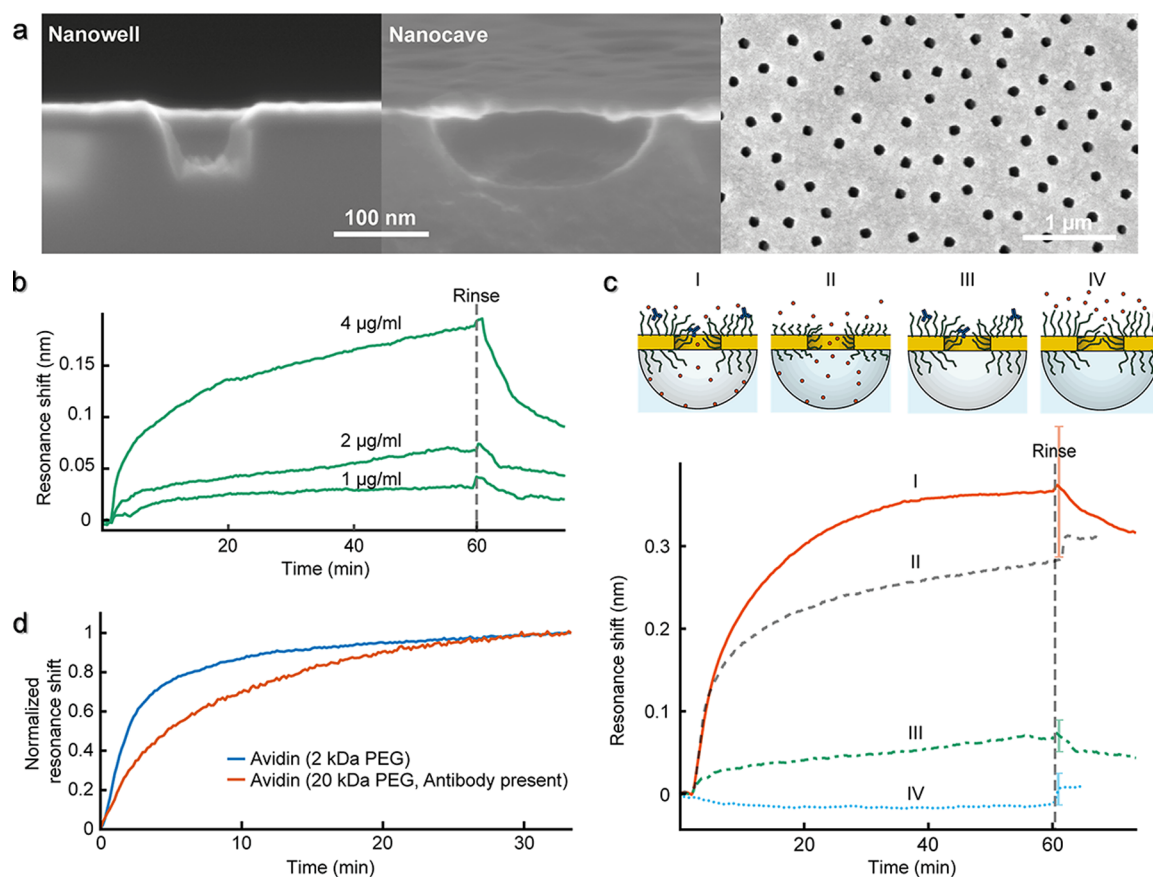 a
Nanowell
Nanocave
100 nm
1 µm
b
Rinse
4 µg/ml
2 µg/ml
1 µg/ml
0.15
0.1
0.05
0
20
40
60
Resonance shift (nm)
Time (min)
c
I
II
III
IV
Rinse
I
II
III
IV
0.3
0.2
0.1
0
20
40
60
Resonance shift (nm)
Time (min)
d
1
0.8
0.6
0.4
0.2
0
0
10
20
30
Normalized
resonance shift
Avidin (2 kDa PEG)
Avidin (20 kDa PEG, Antibody present)
Time (min)